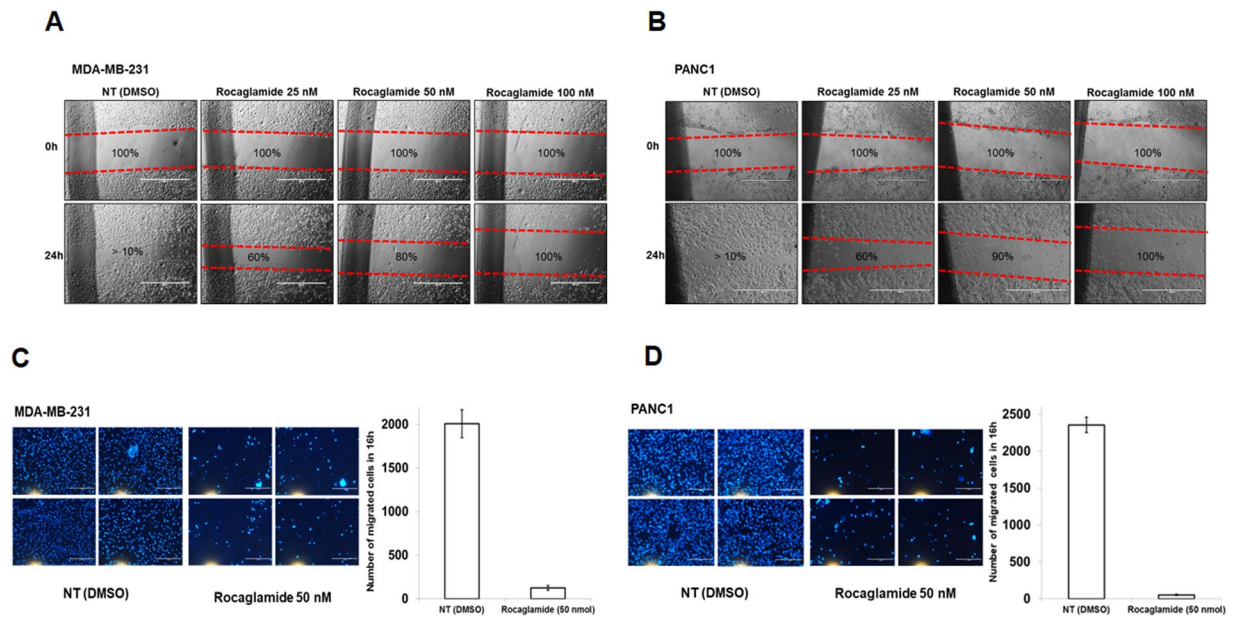 A
MDA-MB-231
NT (DMSO) Rocaglamide 25 nM Rocaglamide 50 nM Rocaglamide 100 nM
0h 100% 100% 100% 100%
24h > 10% 60% 80% 100%
B
PANC1
NT (DMSO) Rocaglamide 25 nM Rocaglamide 50 nM Rocaglamide 100 nM
0h 100% 100% 100% 100%
24h > 10% 60% 90% 100%
C
MDA-MB-231
NT (DMSO) Rocaglamide 50 nM
Number of migrated cells in 16h
2000
1500
1000
500
0
NT (DMSO) Rocaglamide (50 nmol)
D
PANC1
NT (DMSO) Rocaglamide 50 nM
Number of migrated cells in 16h
2500
2000
1500
1000
500
0
NT (DMSO) Rocaglamide (50 nmol)